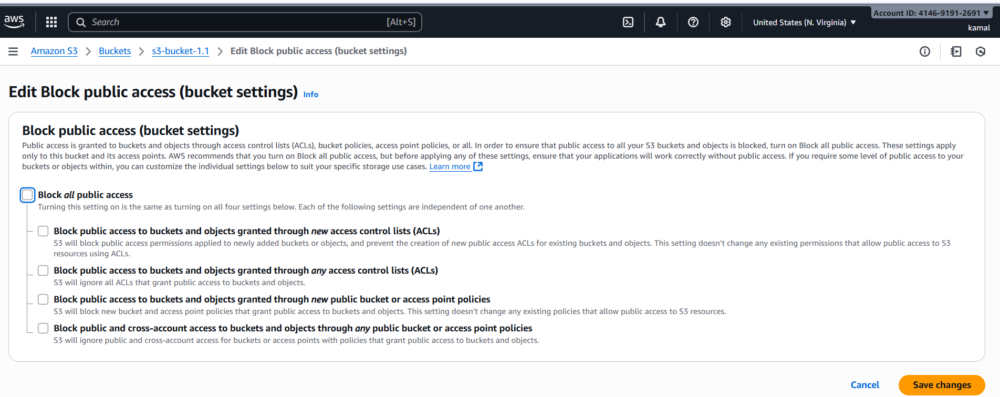 aws
Search
[Alt+S]
United States (N. Virginia)
Account ID: 4146-9191-2691
kamal
Amazon S3 > Buckets > s3-bucket-1.1 > Edit Block public access (bucket settings)
Edit Block public access (bucket settings) Info
Block public access (bucket settings)
Public access is granted to buckets and objects through access control lists (ACLs), bucket policies, access point policies, or all. In order to ensure that public access to all your S3 buckets and objects is blocked, turn on Block all public access. These settings apply
only to this bucket and its access points. AWS recommends that you turn on Block all public access, but before applying any of these settings, ensure that your applications will work correctly without public access. If you require some level of public access to your
buckets or objects within, you can customize the individual settings below to suit your specific storage use cases. Learn more
Block all public access
Turning this setting on is the same as turning on all four settings below. Each of the following settings are independent of one another.
Block public access to buckets and objects granted through new access control lists (ACLs)
S3 will block public access permissions applied to newly added buckets or objects, and prevent the creation of new public access ACLs for existing buckets and objects. This setting doesn't change any existing permissions that allow public access to S3
resources using ACLs.
Block public access to buckets and objects granted through any access control lists (ACLs)
S3 will ignore all ACLs that grant public access to buckets and objects.
Block public access to buckets and objects granted through new public bucket or access point policies
S3 will block new bucket and access point policies that grant public access to buckets and objects. This setting doesn't change any existing policies that allow public access to S3 resources.
Block public and cross-account access to buckets and objects through any public bucket or access point policies
S3 will ignore public and cross-account access for buckets or access points with policies that grant public access to buckets and objects.
Cancel
Save changes